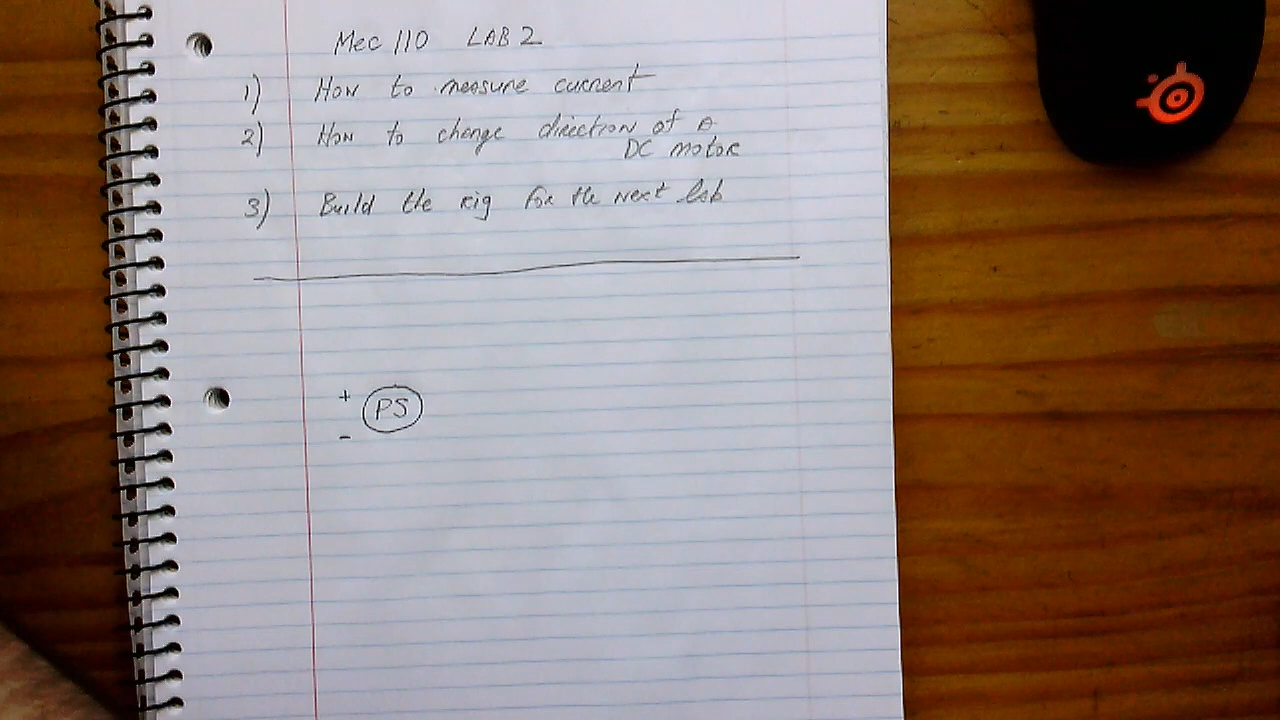 Mec 110 LAB 2
1) How to measure current
2) How to change direction of a
DC motor
3) Build the rig for the next lab
+
PS
-